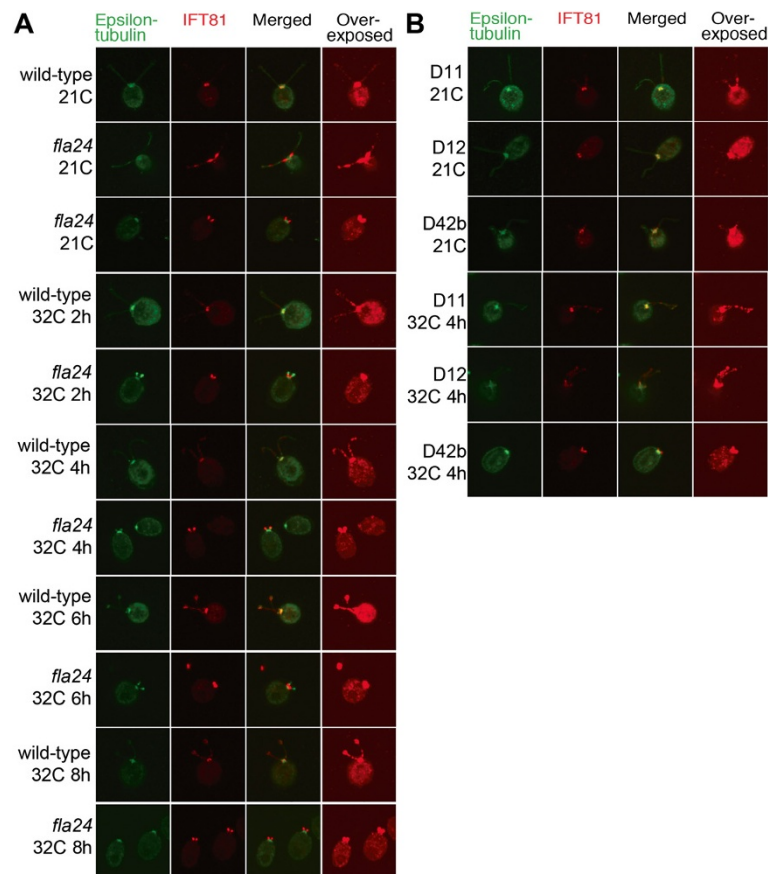 A
Epsilon-
tubulin
IFT81
Merged
Over-
exposed
wild-type
21C
fla24
21C
fla24
21C
wild-type
32C 2h
fla24
32C 2h
wild-type
32C 4h
fla24
32C 4h
wild-type
32C 6h
fla24
32C 6h
wild-type
32C 8h
fla24
32C 8h
B
Epsilon-
tubulin
IFT81
Merged
Over-
exposed
D11
21C
D12
21C
D42b
21C
D11
32C 4h
D12
32C 4h
D42b
32C 4h